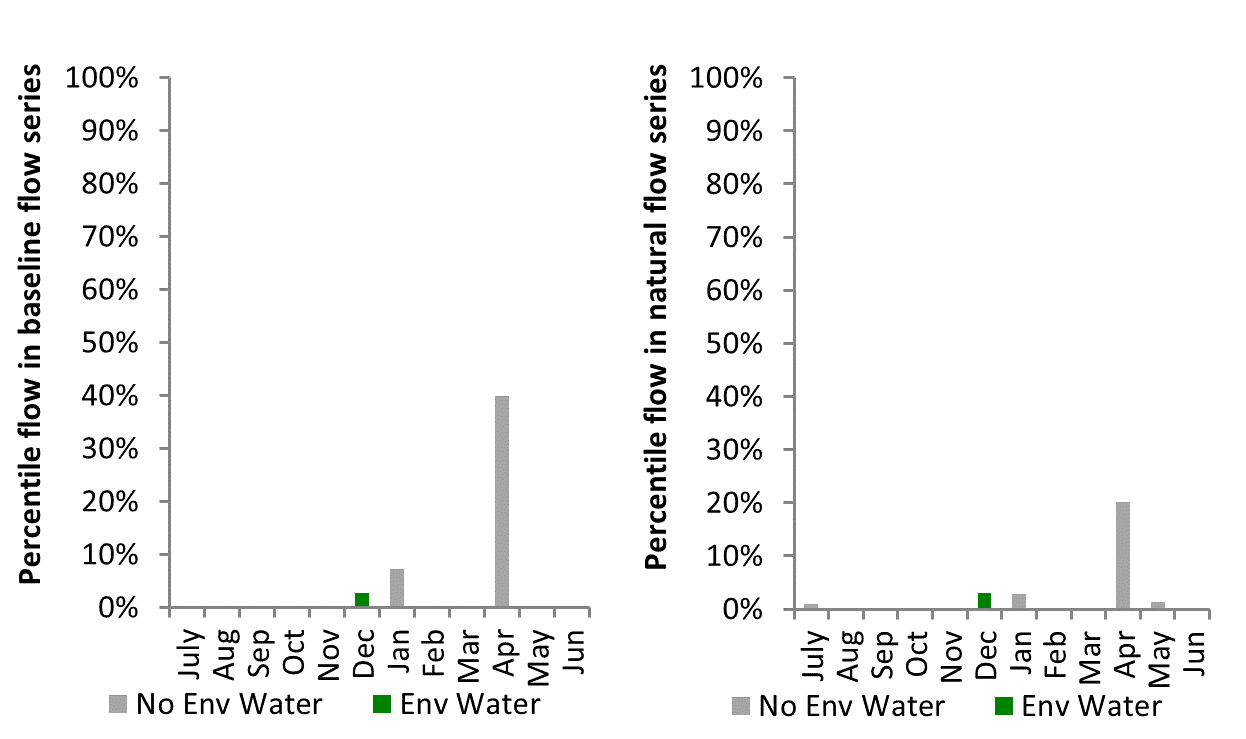 Percentile flow in baseline flow series
100%
90%
80%
70%
60%
50%
40%
30%
20%
10%
0%
July
Aug
Sep
Oct
Nov
Dec
Jan
Feb
Mar
Apr
May
Jun
No Env Water
Env Water
Percentile flow in natural flow series
100%
90%
80%
70%
60%
50%
40%
30%
20%
10%
0%
July
Aug
Sep
Oct
Nov
Dec
Jan
Feb
Mar
Apr
May
Jun
No Env Water
Env Water